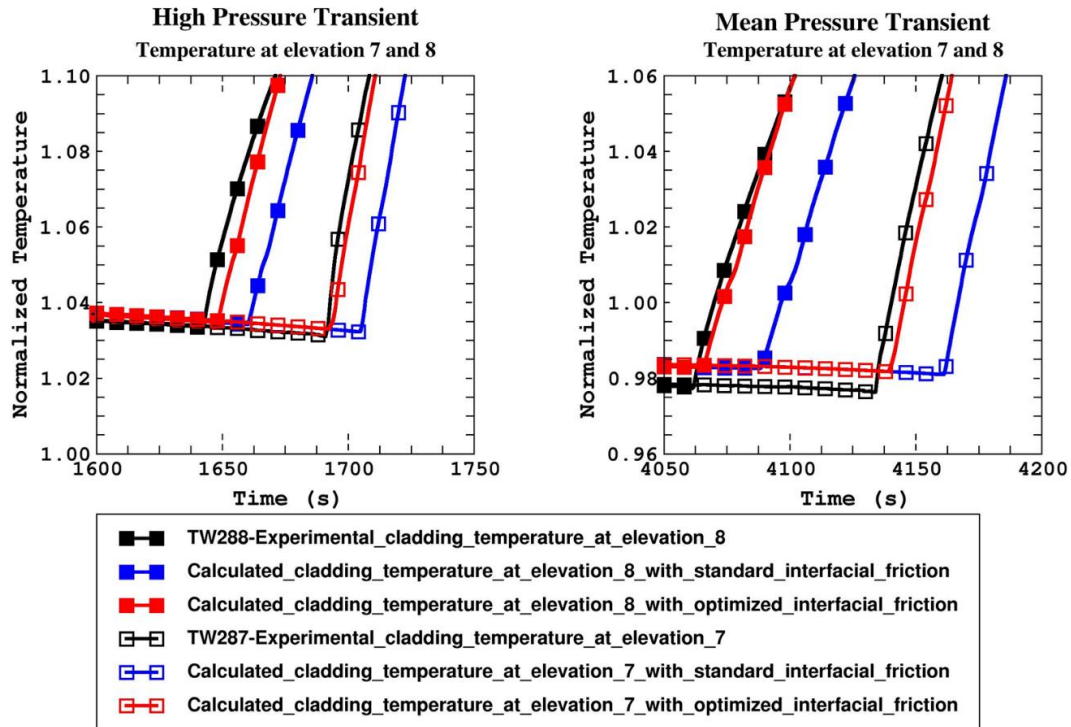 High Pressure Transient
Temperature at elevation 7 and 8
1.10
1.08
1.06
1.04
1.02
1.00
Normalized Temperature
1600
1650
1700
1750
Time (s)
Mean Pressure Transient
Temperature at elevation 7 and 8
1.06
1.04
1.02
1.00
0.98
0.96
Normalized Temperature
4050
4100
4150
4200
Time (s)
TW288-Experimental_cladding_temperature_at_elevation_8
Calculated_cladding_temperature_at_elevation_8_with_standard_interfacial_friction
Calculated_cladding_temperature_at_elevation_8_with_optimized_interfacial_friction
TW287-Experimental_cladding_temperature_at_elevation_7
Calculated_cladding_temperature_at_elevation_7_with_standard_interfacial_friction
Calculated_cladding_temperature_at_elevation_7_with_optimized_interfacial_friction